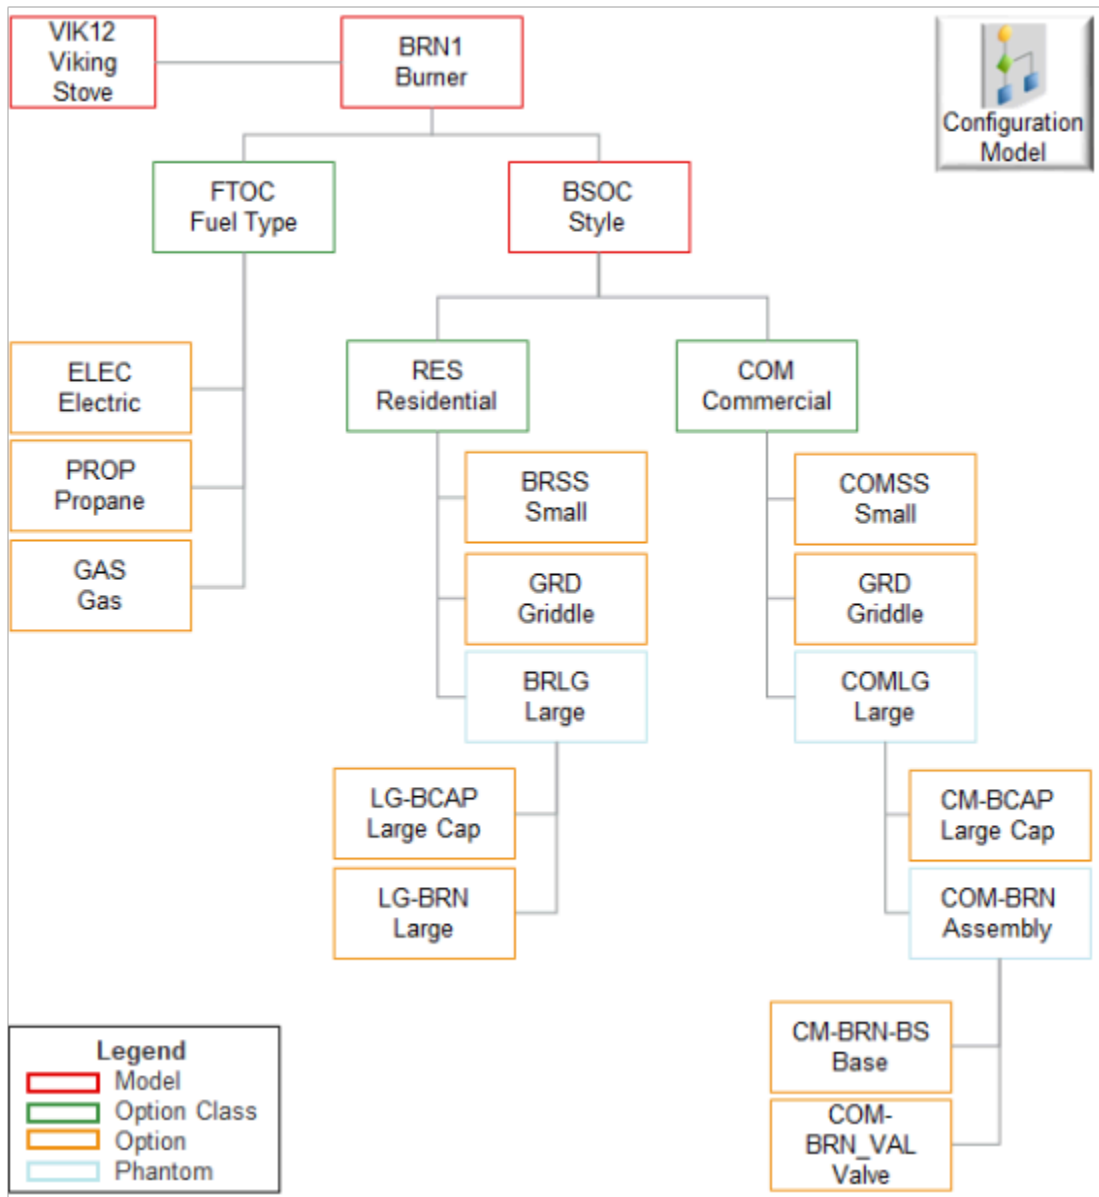 VIK12
Viking
Stove
BRN1
Burner
Configuration
Model
FTOC
Fuel Type
BSOC
Style
ELEC
Electric
PROP
Propane
GAS
Gas
RES
Residential
COM
Commercial
BRSS
Small
GRD
Griddle
BRLG
Large
COMSS
Small
GRD
Griddle
COMLG
Large
LG-BCAP
Large Cap
LG-BRN
Large
CM-BCAP
Large Cap
COM-BRN
Assembly
CM-BRN-BS
Base
COM-
BRN_VAL
Valve
Legend
Model
Option Class
Option
Phantom